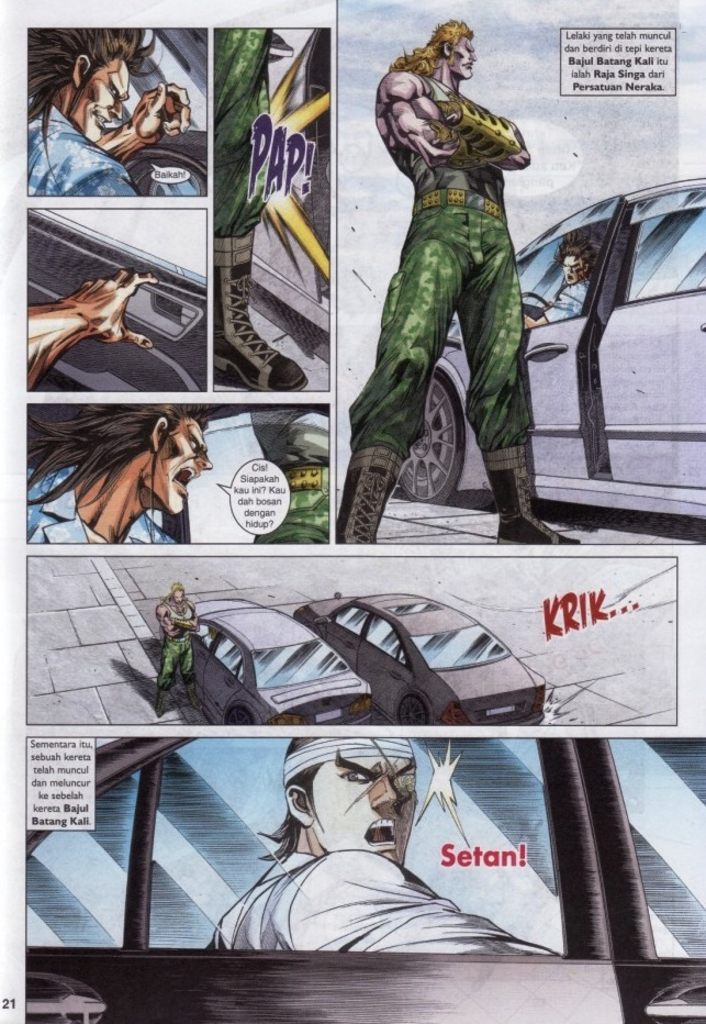 Lelaki yang telah muncul
dan berdiri di tepi kereta
Bajul Batang Kali itu
ialah Raja Singa dari
Persatuan Neraka.
Baikah!
PAP!
Cis!
Siapakah
kau ini? Kau
dah bosan
dengan
hidup?
KRIK...
Sementara itu,
sebuah kereta
telah muncul
dan meluncur
ke sebelah
kereta Bajul
Batang Kali.
Setan!
21